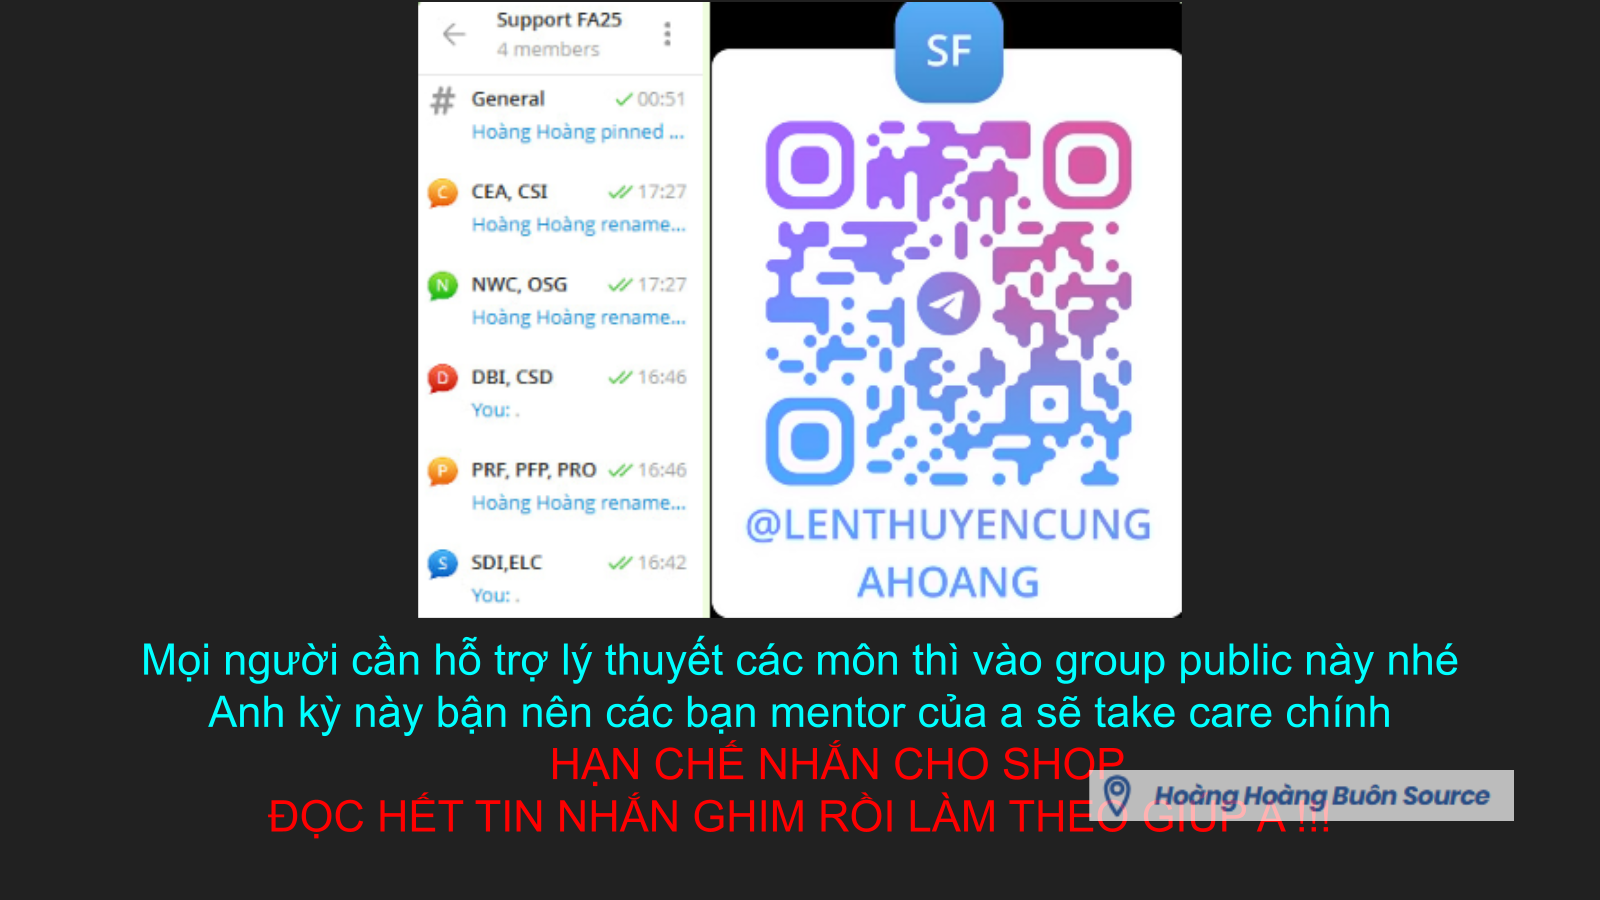 Support FA25
4 members
General 00:51
Hoàng Hoàng pinned ...
C
CEA, CSI 17:27
Hoàng Hoàng rename...
N
NWC, OSG 17:27
Hoàng Hoàng rename...
D
DBI, CSD 16:46
You: .
P
PRF, PFP, PRO 16:46
Hoàng Hoàng rename...
S
SDI,ELC 16:42
You: .
SF
@LENTHUYENCUNG
AHOANG
Mọi người cần hỗ trợ lý thuyết các môn thì vào group public này nhé
Anh kỳ này bận nên các bạn mentor của a sẽ take care chính
HẠN CHẾ NHẮN CHO SHOP
ĐỌC HẾT TIN NHẮN GHIM RỒI LÀM THEO GIÚP A !!!
Hoàng Hoàng Buôn Source